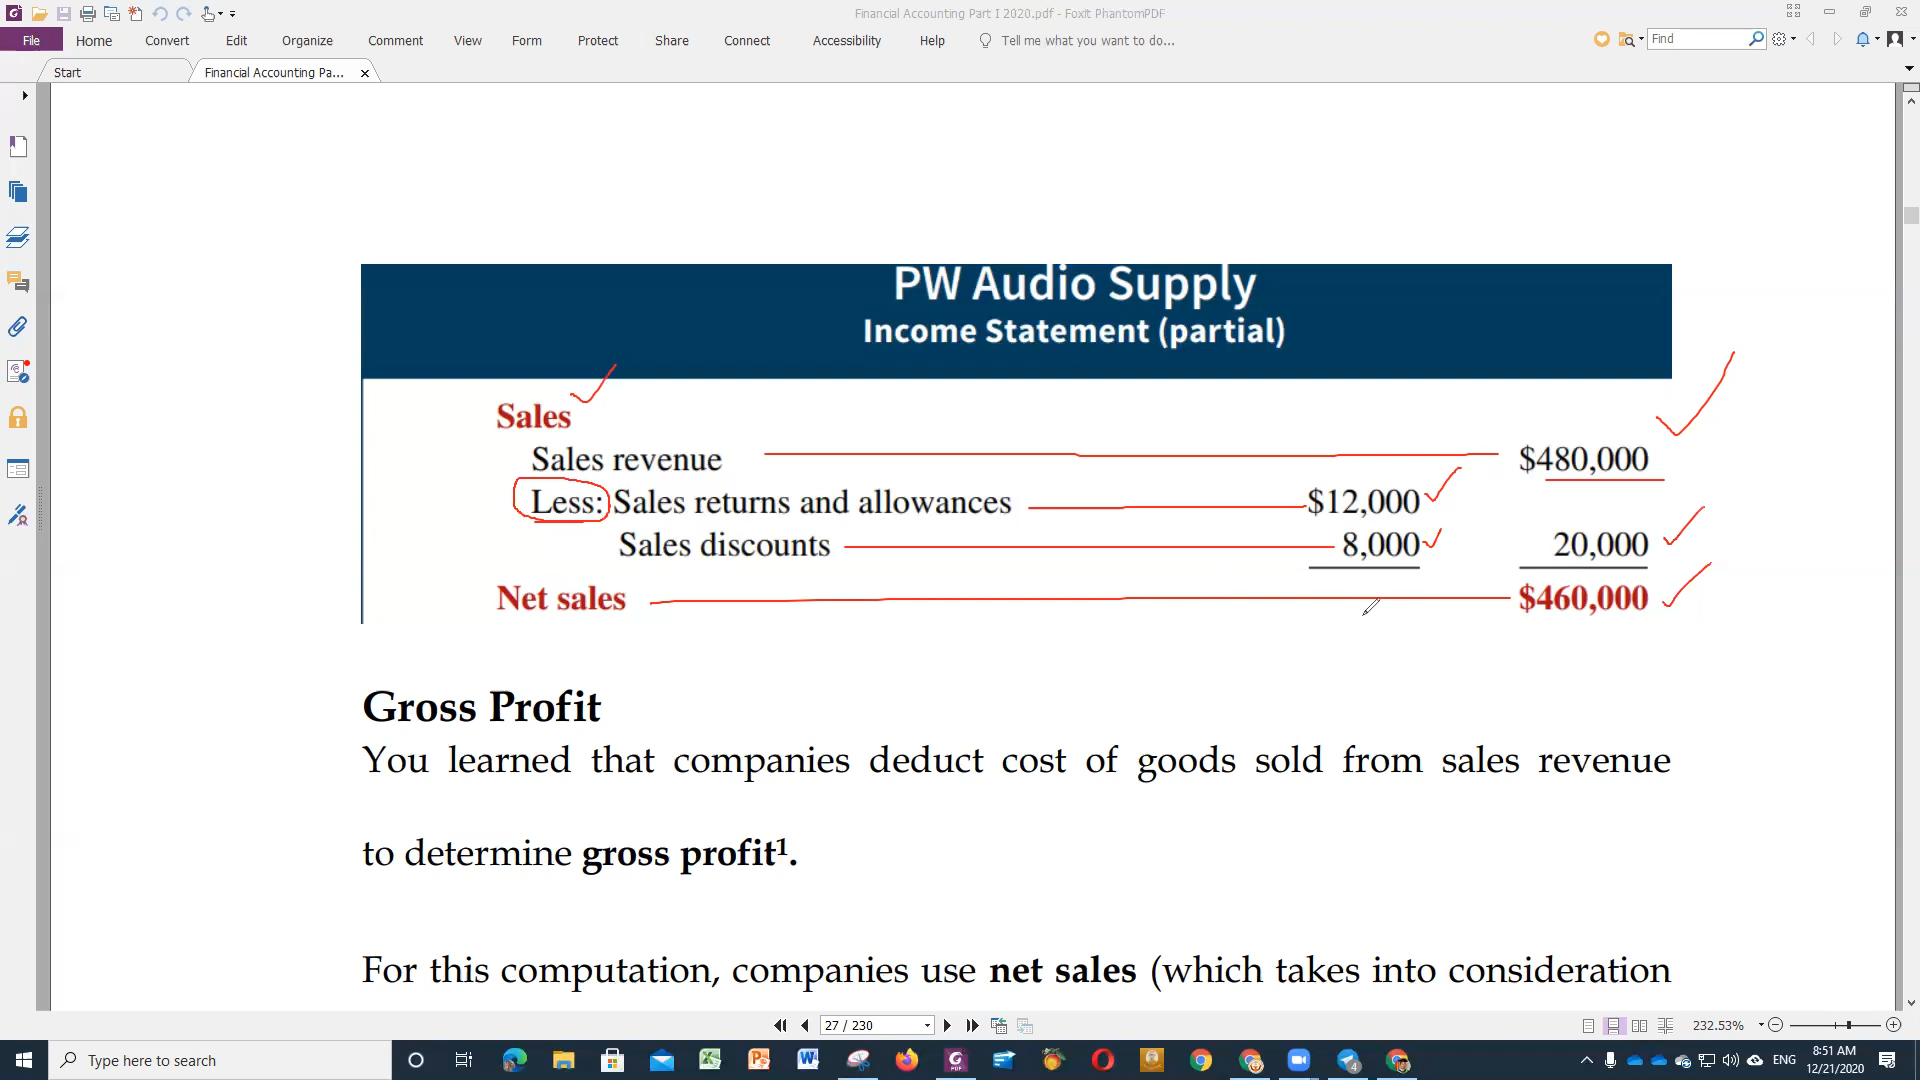 Financial Accounting Part I 2020.pdf - Foxit PhantomPDF
File Home Convert Edit Organize Comment View Form Protect Share Connect Accessibility Help Tell me what you want to do... Find
Start Financial Accounting Pa...
PW Audio Supply
Income Statement (partial)
Sales
Sales revenue $480,000
Less: Sales returns and allowances $12,000
Sales discounts 8,000 20,000
Net sales $460,000
Gross Profit
You learned that companies deduct cost of goods sold from sales revenue
to determine gross profit¹.
For this computation, companies use net sales (which takes into consideration
27 / 230 232.53%
Type here to search ENG 8:51 AM
12/21/2020